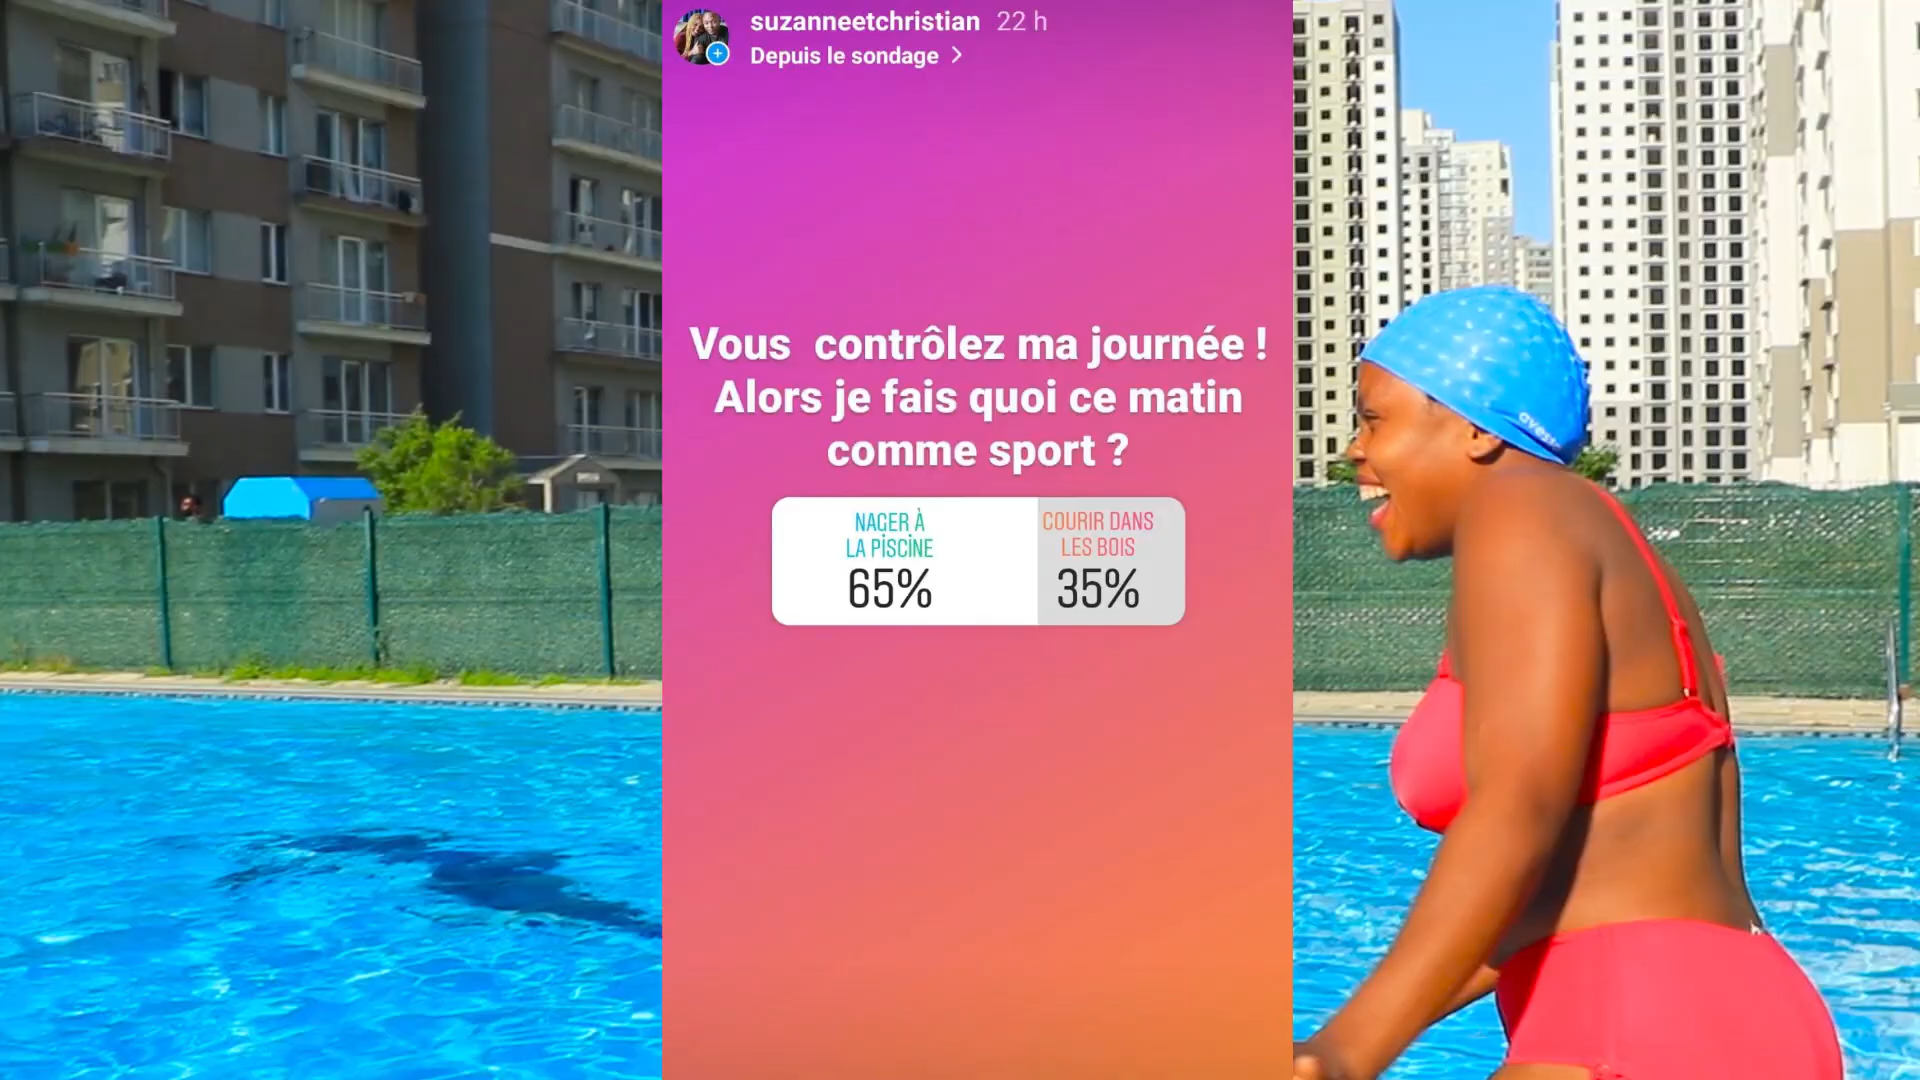 suzanneetchristian 22 h
Depuis le sondage
Vous contrôlez ma journée !
Alors je fais quoi ce matin
comme sport ?
NAGER À
LA PISCINE
65%
COURIR DANS
LES BOIS
35%